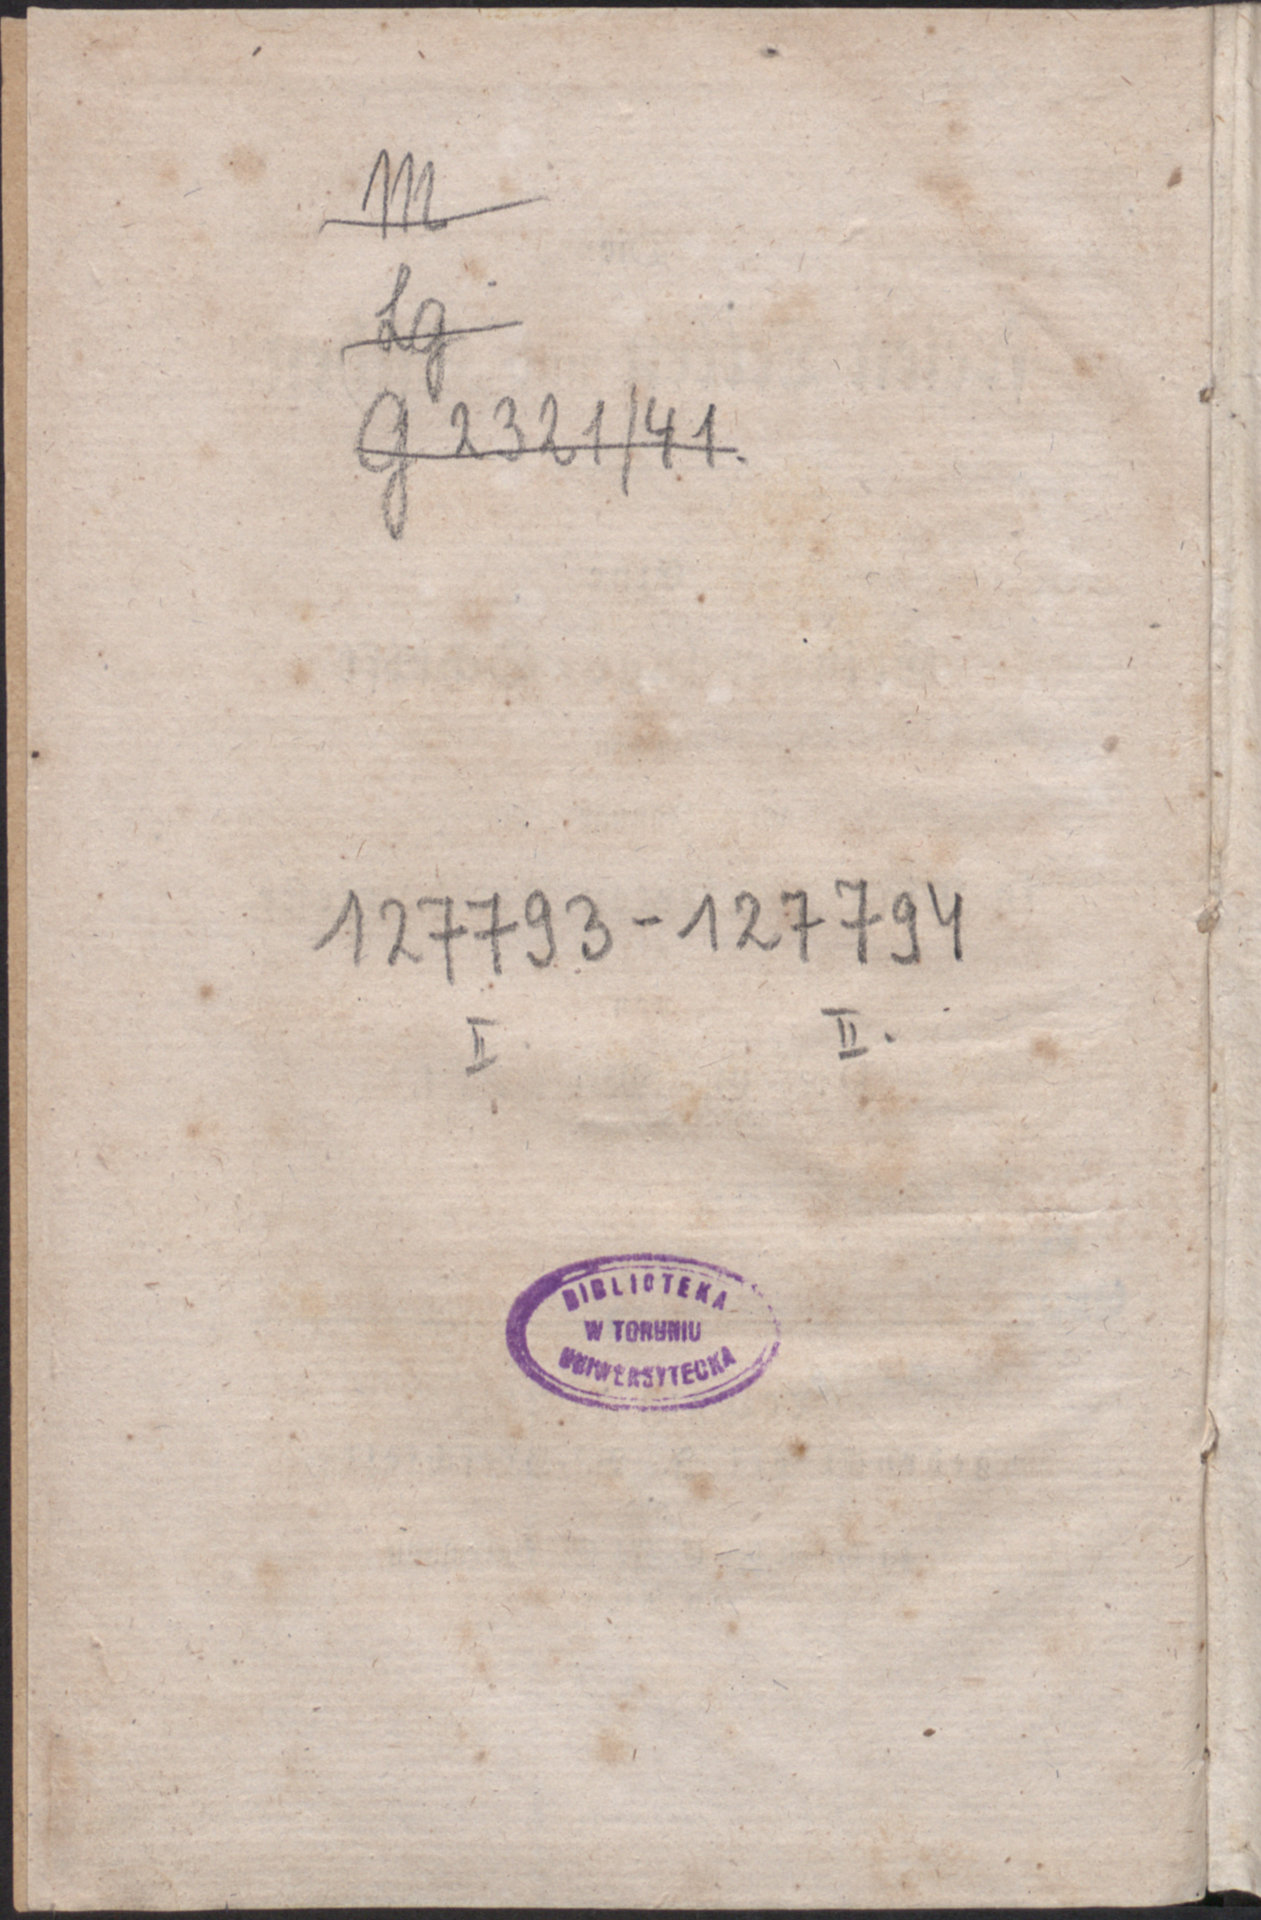 M
Lg
G 2321/41.
127793-127794
I II.
BIBLIOTEKA
W TORUNIU
UNIWERSYTECKA